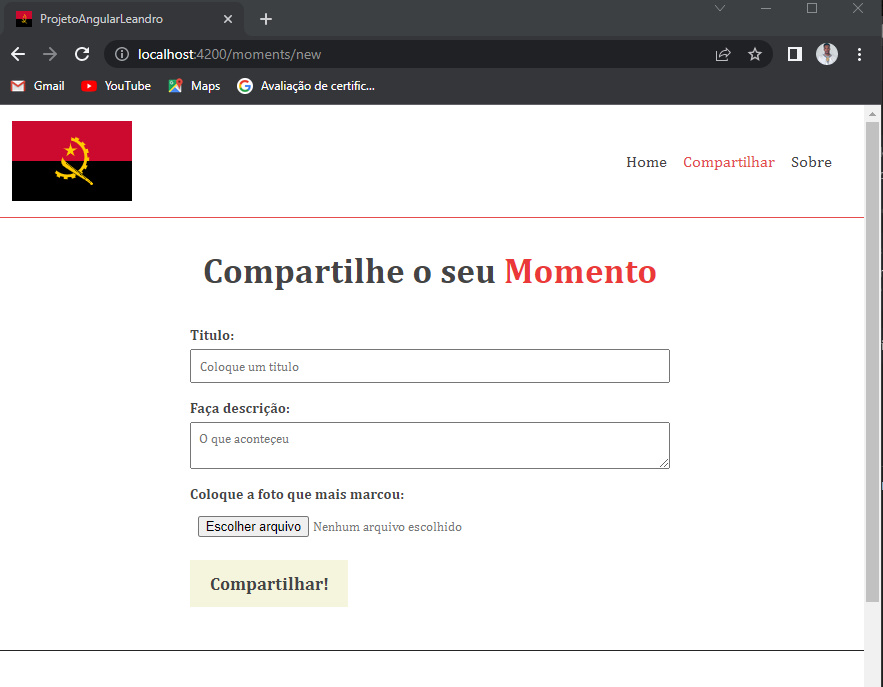 ProjetoAngularLeandro
localhost:4200/moments/new
Gmail YouTube Maps Avaliação de certific...
Home Compartilhar Sobre
Compartilhe o seu Momento
Titulo:
Coloque um titulo
Faça descrição:
O que aconteçeu
Coloque a foto que mais marcou:
Escolher arquivo Nenhum arquivo escolhido
Compartilhar!